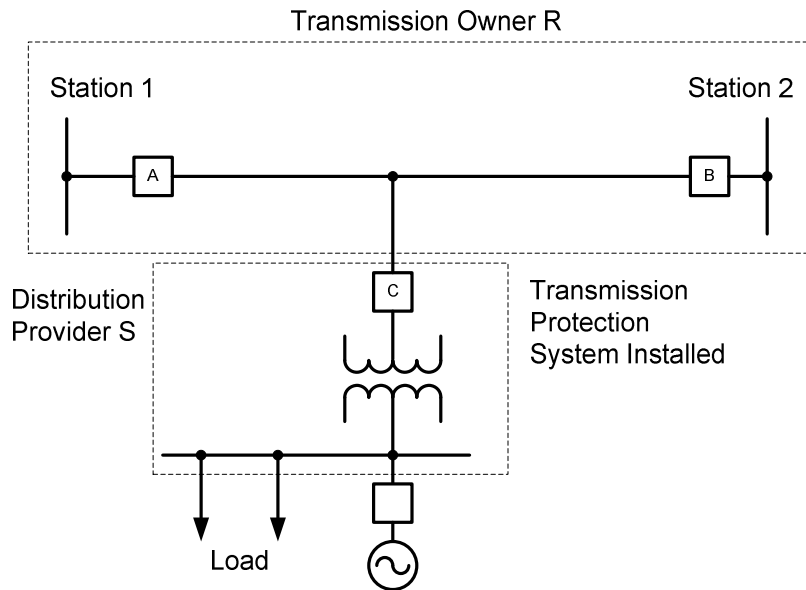 Transmission Owner R
Station 1
Station 2
A
B
C
Distribution
Provider S
Transmission
Protection
System Installed
Load